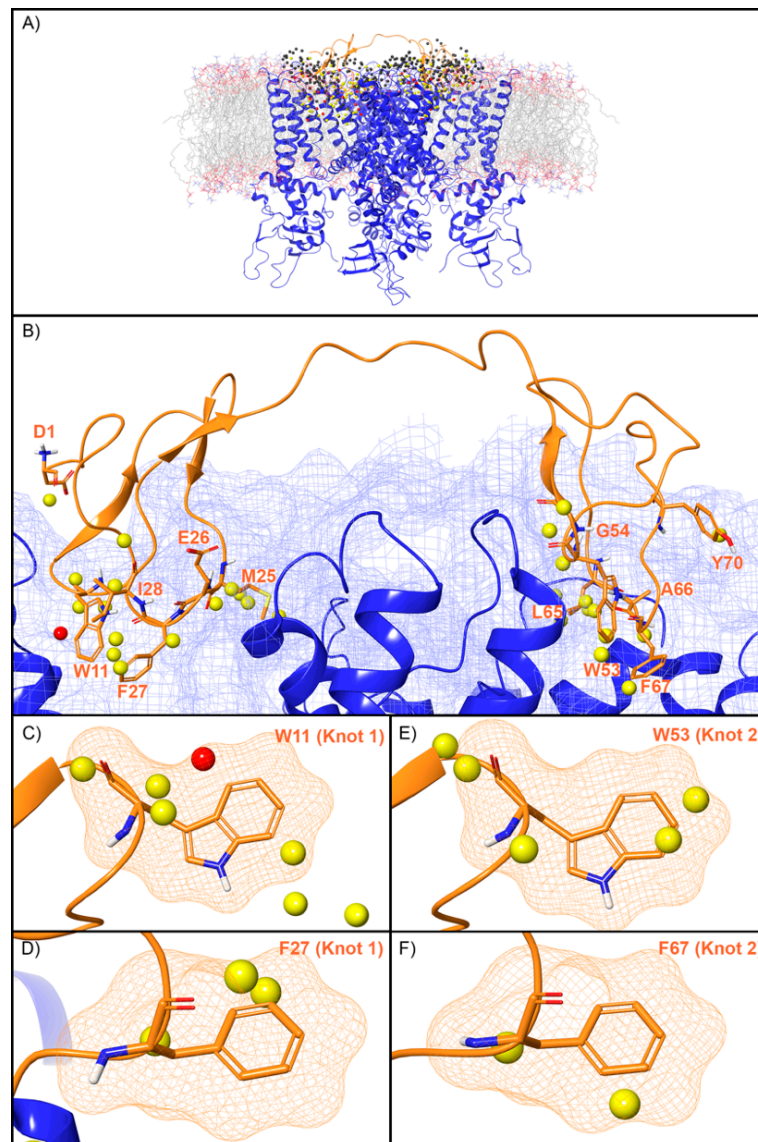 A)
B)
D1
E26
I28
M25
W11
F27
G54
Y70
A66
L65
W53
F67
C)
W11 (Knot 1)
E)
W53 (Knot 2
D)
F27 (Knot 1)
F)
F67 (Knot 2